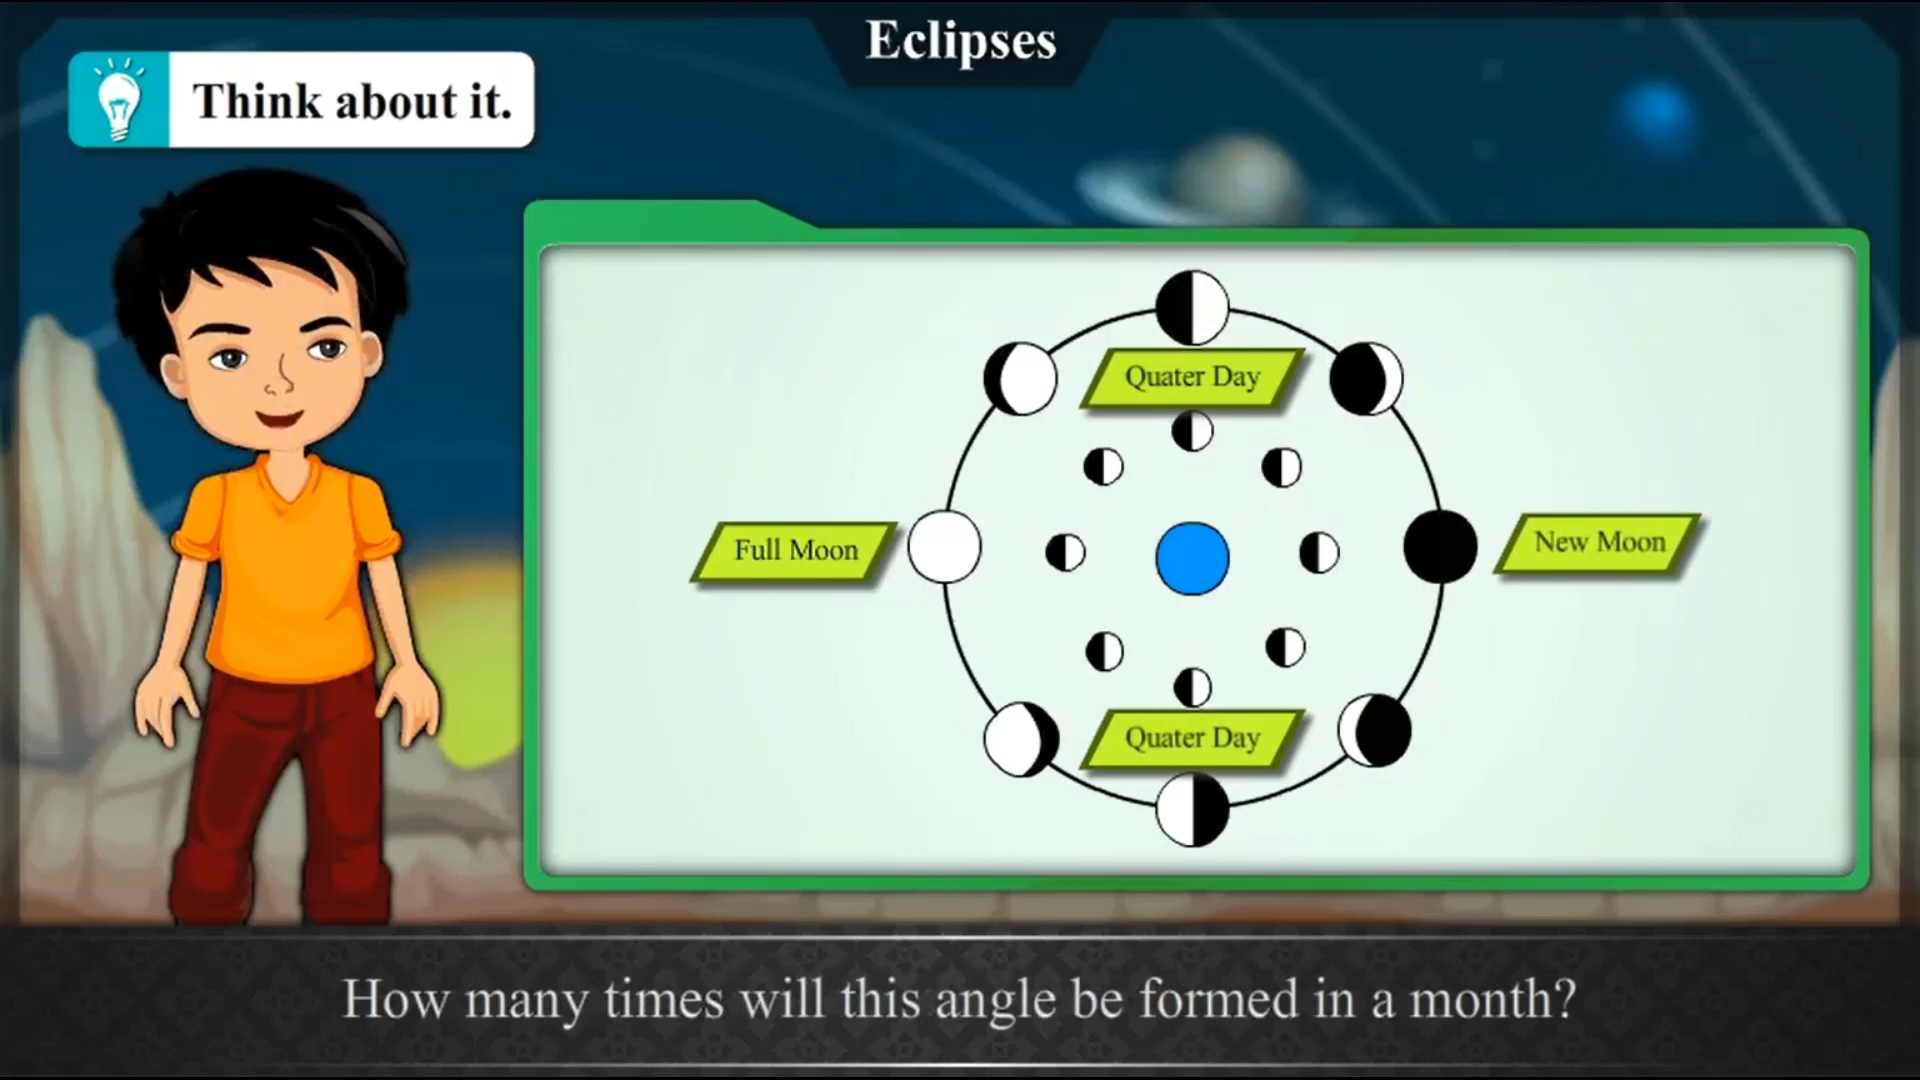 Eclipses
Think about it.
Quater Day
Full Moon
New Moon
Quater Day
How many times will this angle be formed in a month?